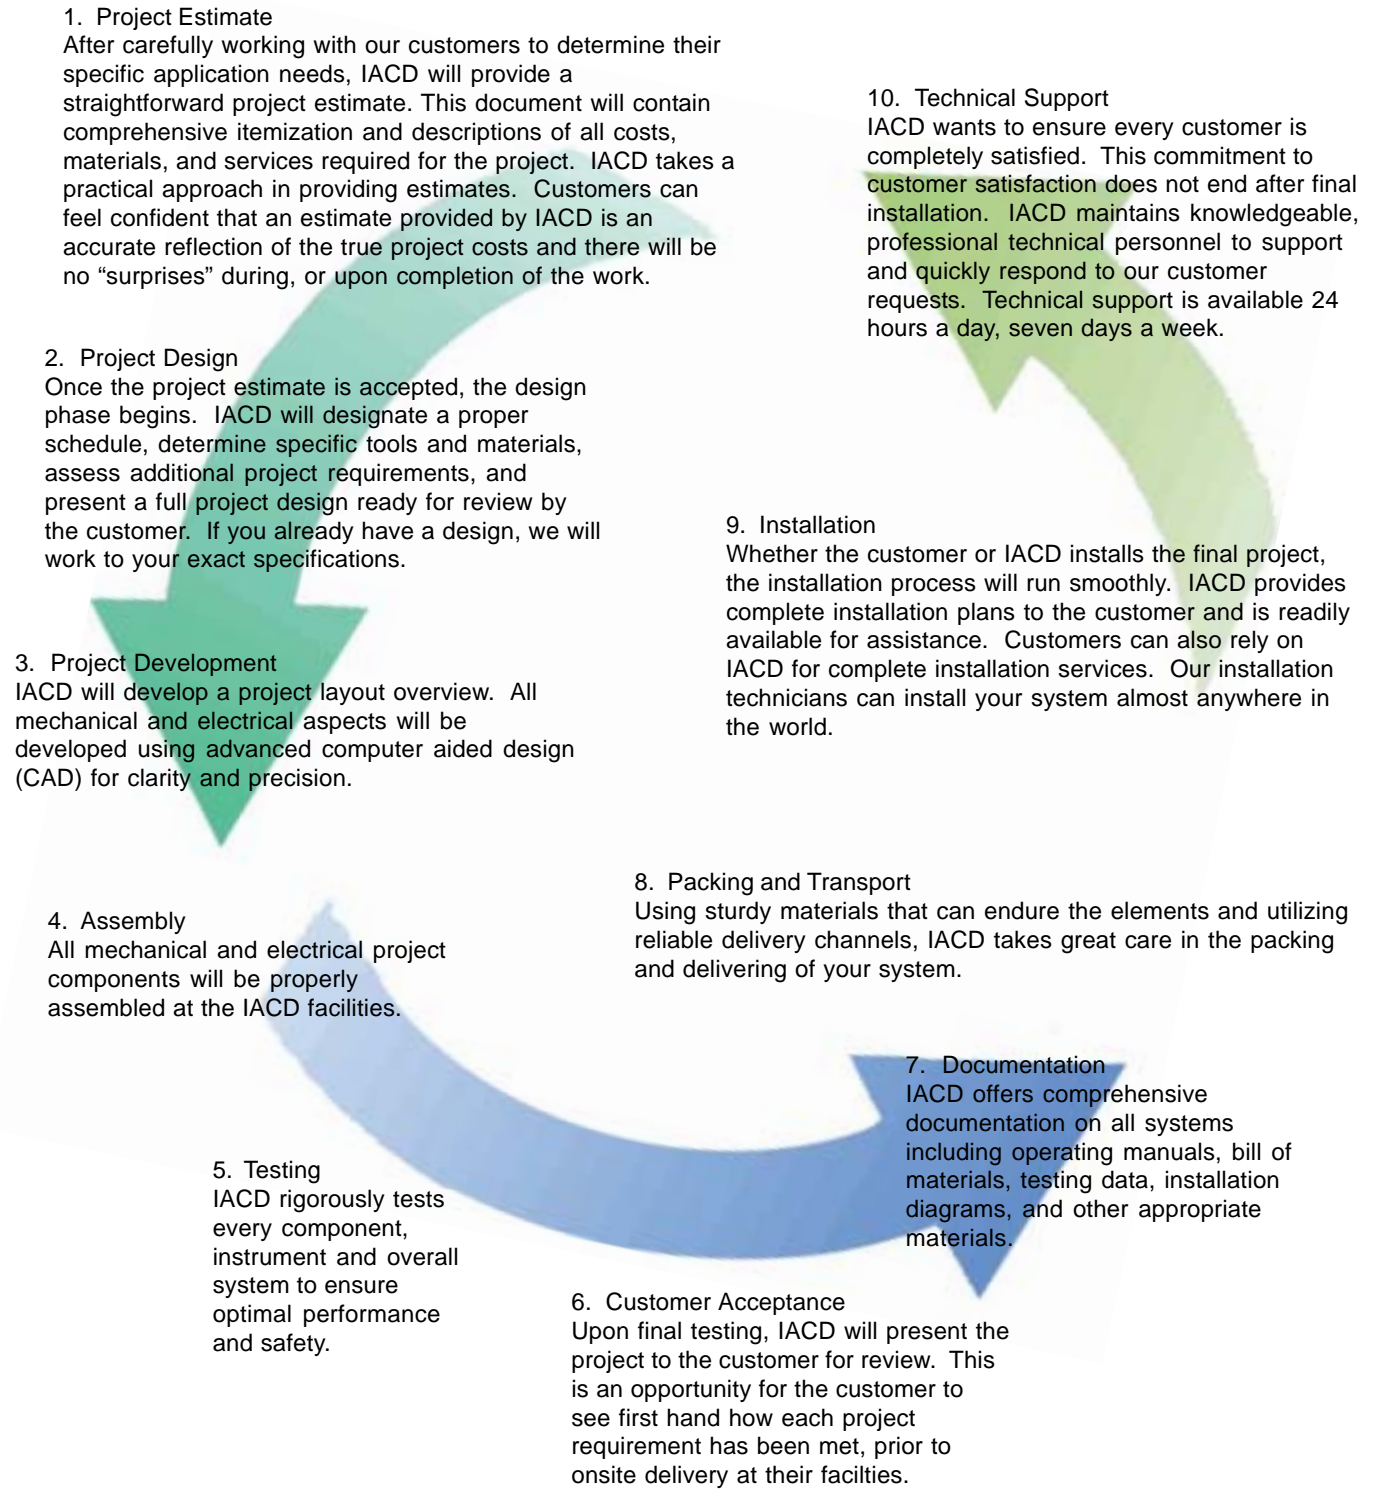 1. Project Estimate
After carefully working with our customers to determine their
specific application needs, IACD will provide a
straightforward project estimate. This document will contain
comprehensive itemization and descriptions of all costs,
materials, and services required for the project. IACD takes a
practical approach in providing estimates. Customers can
feel confident that an estimate provided by IACD is an
accurate reflection of the true project costs and there will be
no “surprises” during, or upon completion of the work.
2. Project Design
Once the project estimate is accepted, the design
phase begins. IACD will designate a proper
schedule, determine specific tools and materials,
assess additional project requirements, and
present a full project design ready for review by
the customer. If you already have a design, we will
work to your exact specifications.
3. Project Development
IACD will develop a project layout overview. All
mechanical and electrical aspects will be
developed using advanced computer aided design
(CAD) for clarity and precision.
4. Assembly
All mechanical and electrical project
components will be properly
assembled at the IACD facilities.
5. Testing
IACD rigorously tests
every component,
instrument and overall
system to ensure
optimal performance
and safety.
6. Customer Acceptance
Upon final testing, IACD will present the
project to the customer for review. This
is an opportunity for the customer to
see first hand how each project
requirement has been met, prior to
onsite delivery at their facilties.
7. Documentation
IACD offers comprehensive
documentation on all systems
including operating manuals, bill of
materials, testing data, installation
diagrams, and other appropriate
materials.
8. Packing and Transport
Using sturdy materials that can endure the elements and utilizing
reliable delivery channels, IACD takes great care in the packing
and delivering of your system.
9. Installation
Whether the customer or IACD installs the final project,
the installation process will run smoothly. IACD provides
complete installation plans to the customer and is readily
available for assistance. Customers can also rely on
IACD for complete installation services. Our installation
technicians can install your system almost anywhere in
the world.
10. Technical Support
IACD wants to ensure every customer is
completely satisfied. This commitment to
customer satisfaction does not end after final
installation. IACD maintains knowledgeable,
professional technical personnel to support
and quickly respond to our customer
requests. Technical support is available 24
hours a day, seven days a week.